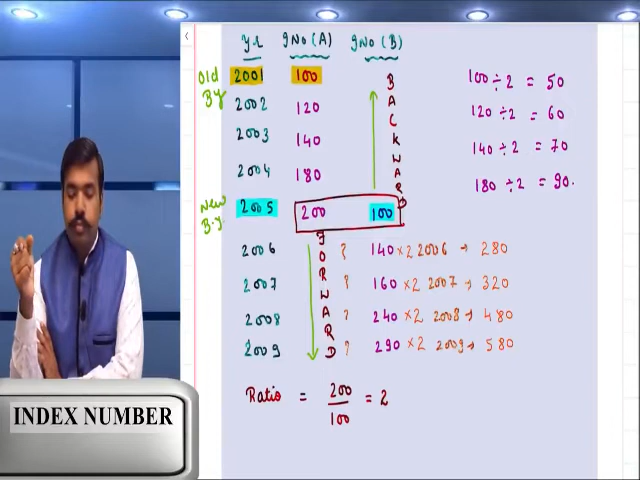 Yr INo (A) INo (B)
Old B.Y 2001 100
2002 120 100 ÷ 2 = 50
2003 140 120 ÷ 2 = 60
2004 180 140 ÷ 2 = 70
180 ÷ 2 = 90.
BACKWARD
New B.Y. 2005 200 100
FORWARD
2006 ? 140 × 2 2006 → 280
2007 ? 160 × 2 2007 → 320
2008 ? 240 × 2 2008 → 480
2009 ? 290 × 2 2009 → 580
Ratio = 200/100 = 2
INDEX NUMBER